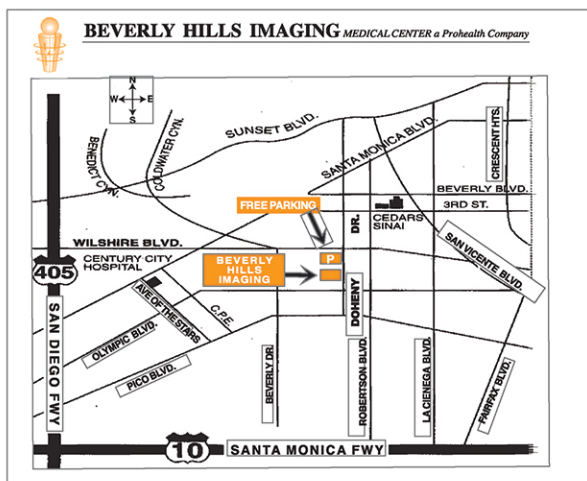 BEVERLY HILLS IMAGING MEDICAL CENTER a Prohealth Company
N
W E
S
BENEDICT CYN.
COLDWATER CYN.
SUNSET BLVD.
SANTA MONICA BLVD.
CRESCENT HTS.
BEVERLY BLVD.
FREE PARKING
3RD ST.
CEDARS
SINAI
DR.
WILSHIRE BLVD.
SAN VICENTE BLVD.
CENTURY CITY
HOSPITAL
P
BEVERLY
HILLS
IMAGING
405
AVE OF THE STARS
C.P.E.
DOHENY
SAN DIEGO FWY
OLYMPIC BLVD.
PICO BLVD.
BEVERLY DR.
ROBERTSON BLVD.
LA CIENEGA BLVD.
FAIRFAX BLVD.
10
SANTA MONICA FWY